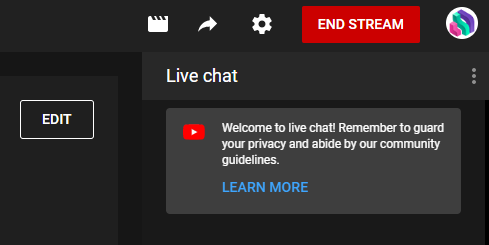 END STREAM
Live chat
EDIT
Welcome to live chat! Remember to guard
your privacy and abide by our community
guidelines.
LEARN MORE